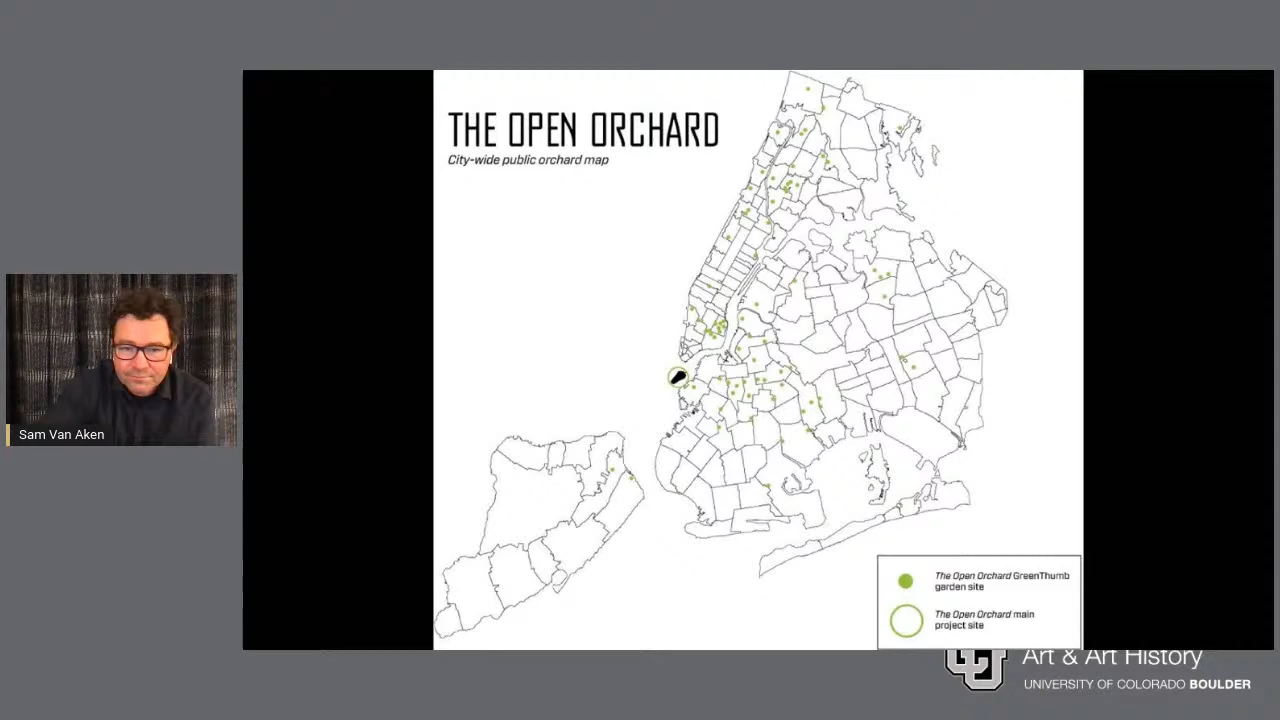 THE OPEN ORCHARD
City-wide public orchard map
Sam Van Aken
The Open Orchard GreenThumb
garden site
The Open Orchard main
project site
CU
Art & Art History
UNIVERSITY OF COLORADO BOULDER